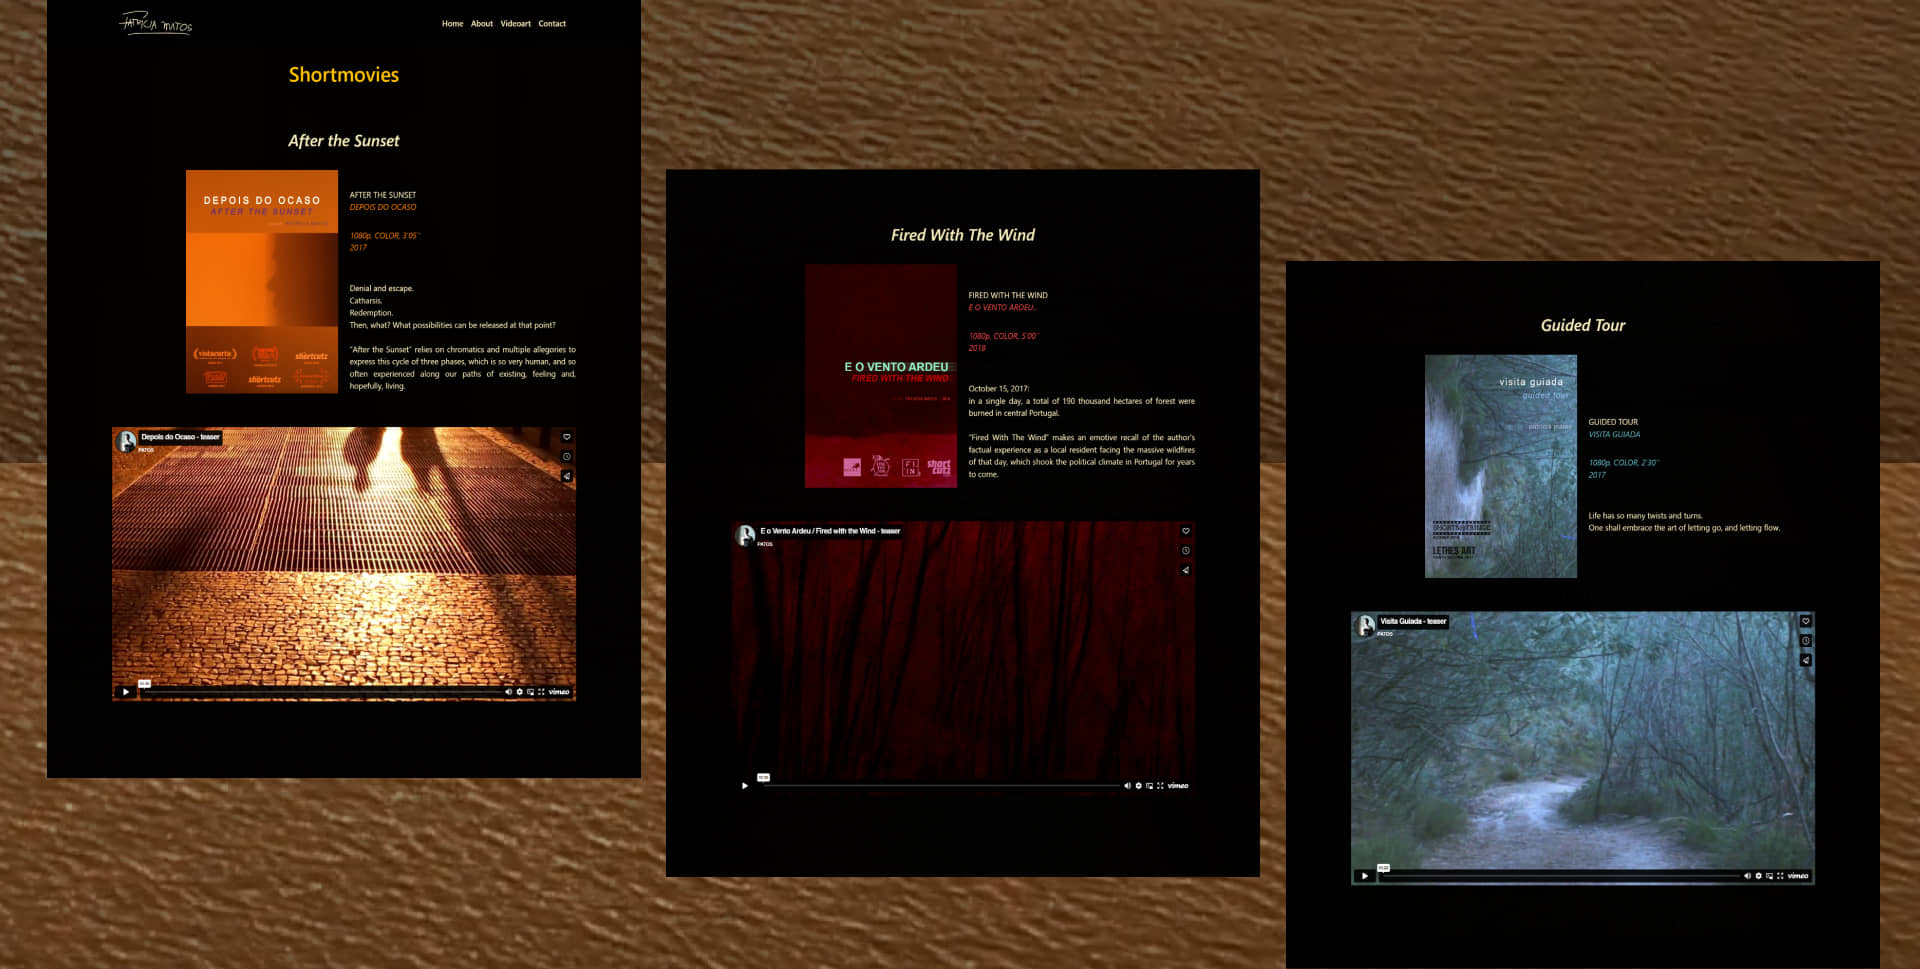 PATRICIA MATOS
Home About Videoart Contact
Shortmovies
After the Sunset
DEPOIS DO OCASO
AFTER THE SUNSET
vistacurta
shortcutz
shortcutz
AFTER THE SUNSET
DEPOIS DO OCASO
1080p, COLOR, 3'05''
2017
Denial and escape.
Catharsis.
Redemption.
Then, what? What possibilities can be released at that point?
"After the Sunset" relies on chromatics and multiple allegories to
express this cycle of three phases, which is so very human, and so
often experienced along our paths of existing, feeling and,
hopefully, living.
Depois do Ocaso - teaser
PATOS
vimeo
Fired With The Wind
E O VENTO ARDEU
FIRED WITH THE WIND
short
cutz
FIRED WITH THE WIND
E O VENTO ARDEU..
1080p, COLOR, 5'00''
2018
October 15, 2017:
in a single day, a total of 190 thousand hectares of forest were
burned in central Portugal.
"Fired With The Wind" makes an emotive recall of the author's
factual experience as a local resident facing the massive wildfires
of that day, which shook the political climate in Portugal for years
to come.
E o Vento Ardeu / Fired with the Wind - teaser
PATOS
vimeo
Guided Tour
visita guiada
guided tour
LETHES ART
GUIDED TOUR
VISITA GUIADA
1080p, COLOR, 2'30''
2017
Life has so many twists and turns.
One shall embrace the art of letting go, and letting flow.
Visita Guiada - teaser
PATOS
vimeo